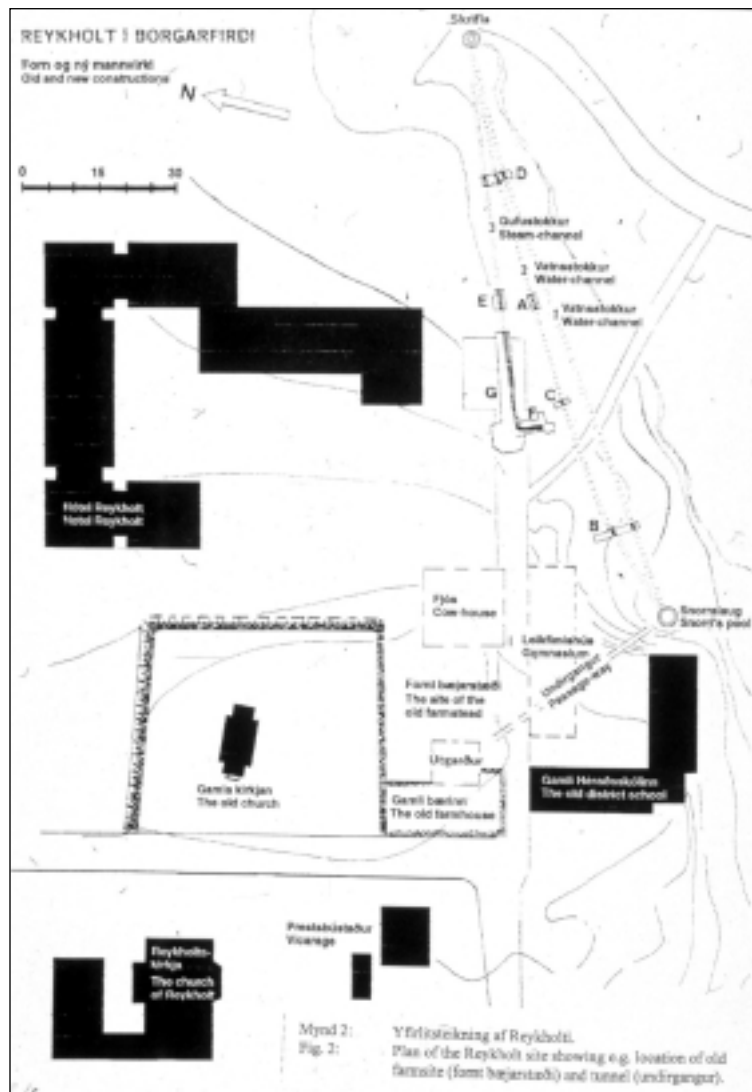 REYKHOLT Í BORGARFIRÐI
Forn og ný mannvirki
Old and new constructions
N
0 15 30
Skrifla
D
Gufustokkur
Steam-channel
Vatnsstokkur
Water-channel
E
A
Vatnsstokkur
Water-channel
G
C
F
Hótel Reykholt
Hotel Reykholt
B
Fjós
Cow-house
Snorralaug
Snorri's pool
Leikfimishús
Gymnasium
Undirgangur
Passage-way
Fornt bæjarstæði
The site of the
old farmstead
Gamla kirkjan
The old church
Gamli bærinn
The old farmhouse
Gamli Héraðsskólinn
The old district school
Prestsbústaður
Vicarage
Reykholts-
kirkja
The church
of Reykholt
Mynd 2: Yfirlitsteikning af Reykholti.
Fig. 2: Plan of the Reykholt site showing e.g. location of old
farmsite (fornt bæjarstæði) and tunnel (undirgangur).